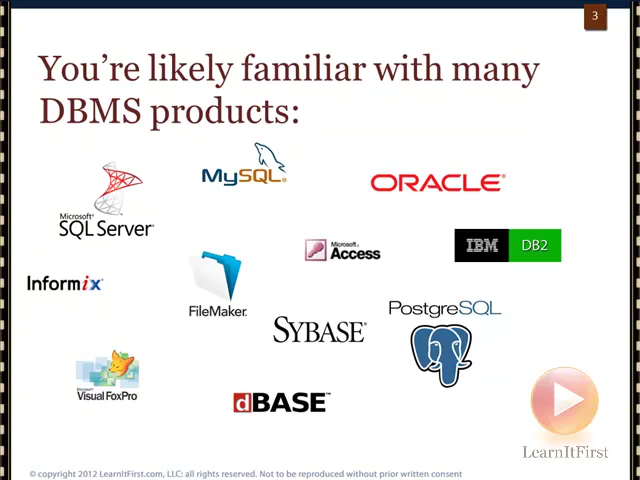 3
You're likely familiar with many
DBMS products:
MySQL®
ORACLE®
Microsoft®
SQL Server®
Microsoft®
Access
IBM DB2
Informix®
FileMaker
PostgreSQL
SYBASE®
Microsoft
Visual FoxPro
dBASE™
LearnItFirst
© copyright 2012 LearnItFirst.com, LLC: all rights reserved. Not to be reproduced without prior written consent